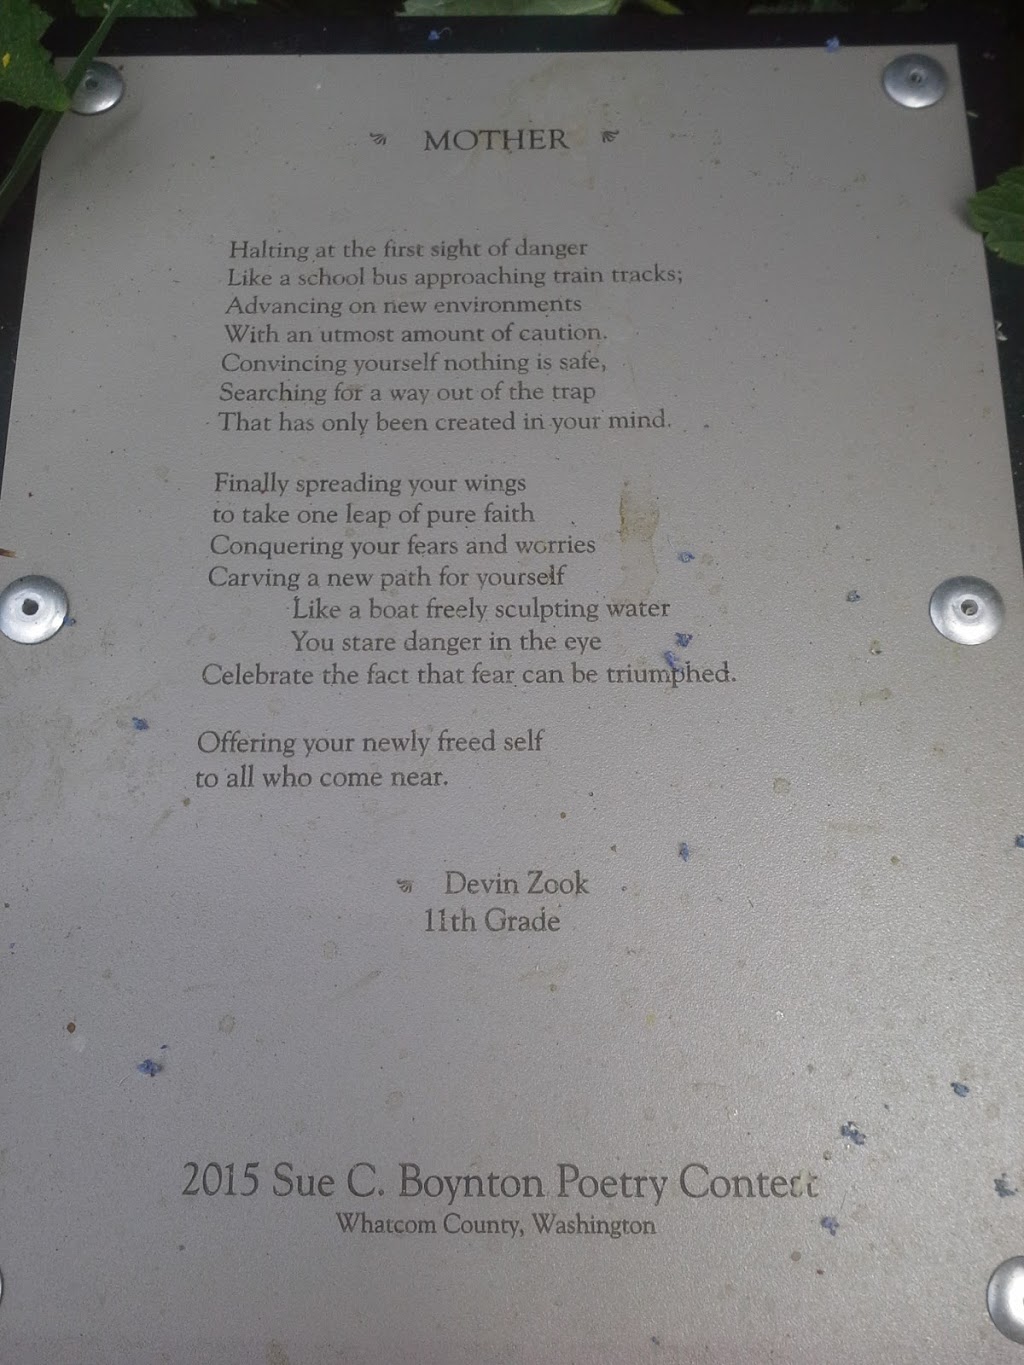 MOTHER
Halting at the first sight of danger
Like a school bus approaching train tracks;
Advancing on new environments
With an utmost amount of caution.
Convincing yourself nothing is safe,
Searching for a way out of the trap
That has only been created in your mind.
Finally spreading your wings
to take one leap of pure faith
Conquering your fears and worries
Carving a new path for yourself
Like a boat freely sculpting water
You stare danger in the eye
Celebrate the fact that fear can be triumphed.
Offering your newly freed self
to all who come near.
Devin Zook
11th Grade
2015 Sue C. Boynton Poetry Contest
Whatcom County, Washington